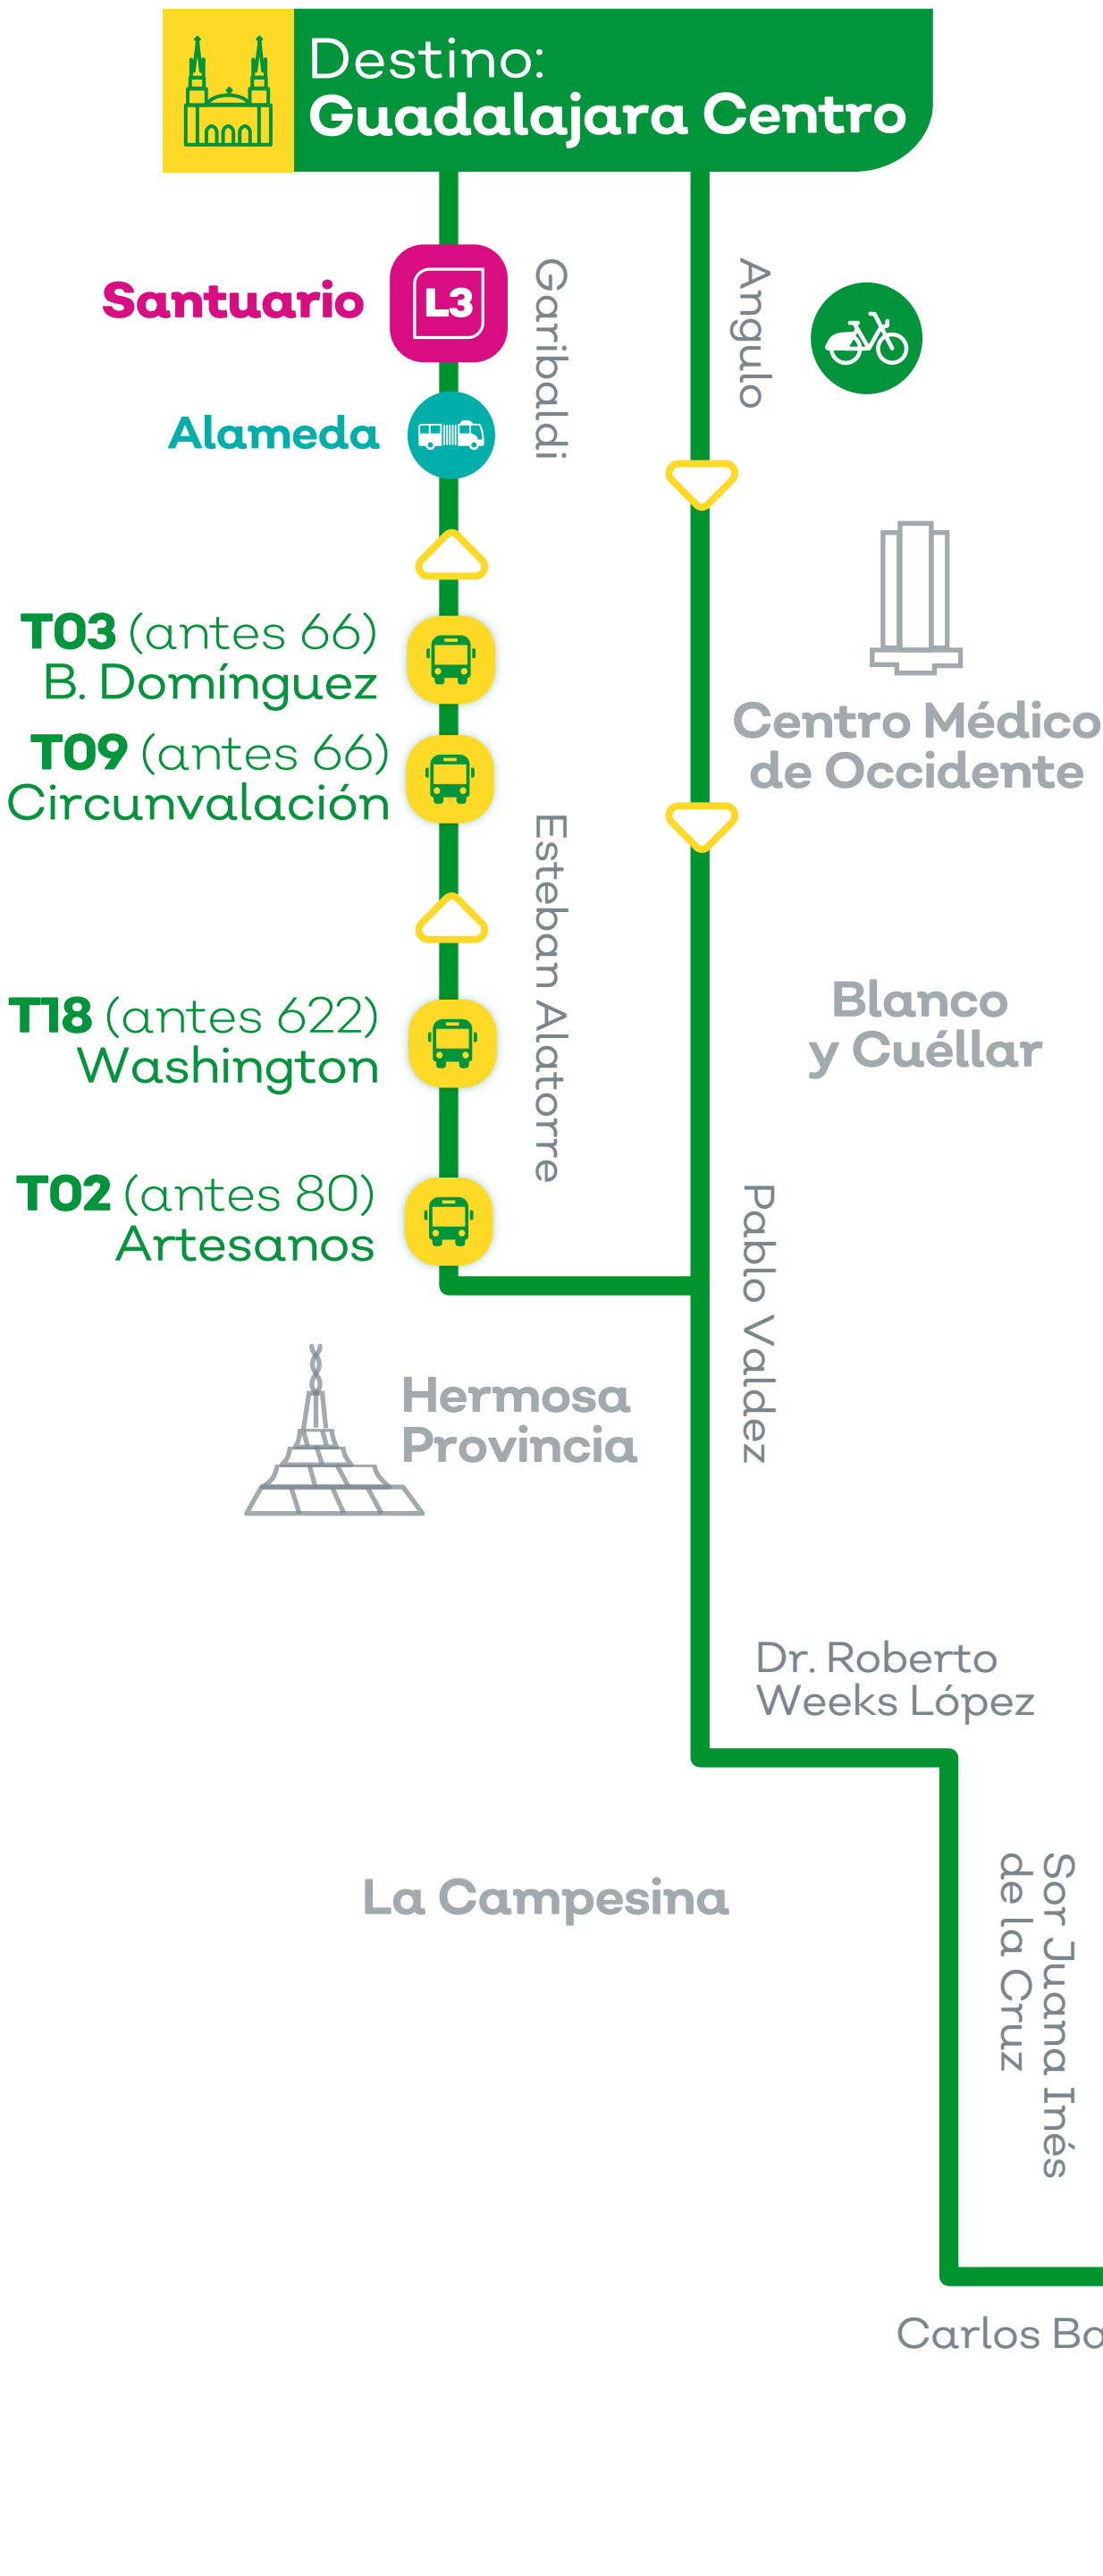 Destino:
Guadalajara Centro
Santuario
L3
Garibaldi
Angulo
Alameda
T03 (antes 66)
B. Domínguez
T09 (antes 66)
Circunvalación
Centro Médico
de Occidente
Esteban Alatorre
T18 (antes 622)
Washington
Blanco
y Cuéllar
T02 (antes 80)
Artesanos
Pablo Valdez
Hermosa
Provincia
Dr. Roberto
Weeks López
La Campesina
Sor Juana Inés
de la Cruz
Carlos Ba